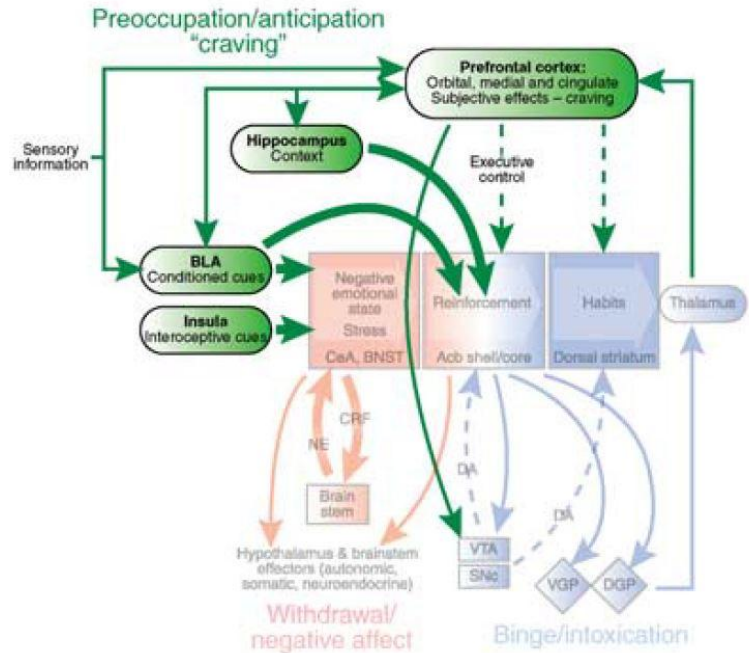 Preoccupation/anticipation
“craving”
Prefrontal cortex:
Orbital, medial and cingulate
Subjective effects – craving
Sensory
information
Hippocampus
Context
Executive
control
BLA
Conditioned cues
Insula
Interoceptive cues
Negative
emotional
state
Stress
CeA, BNST
Reinforcement
Acb shell/core
Habits
Dorsal striatum
Thalamus
NE
CRF
Brain
stem
DA
DA
VTA
SNc
VGP
DGP
Hypothalamus & brainstem
effectors (autonomic,
somatic, neuroendocrine)
Withdrawal/
negative affect
Binge/intoxication